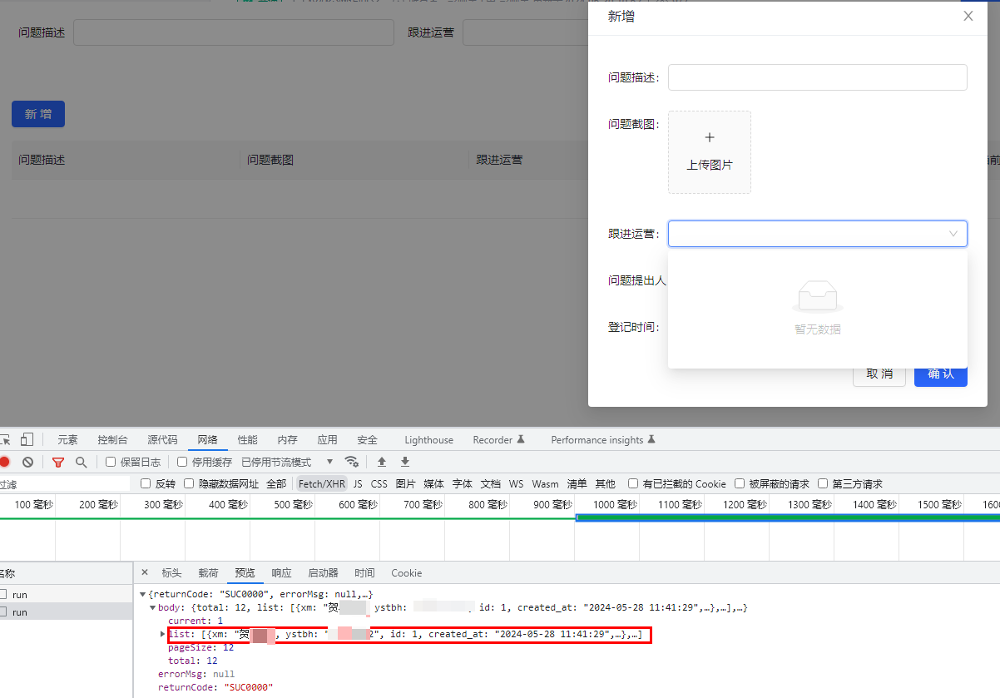 新增
问题描述
跟进运营
问题描述：
问题截图：
上传图片
新 增
问题描述
问题截图
跟进运营
前
跟进运营：
问题提出人
暂无数据
登记时间：
取 消
确 认
元素
控制台
源代码
网络
性能
内存
应用
安全
Lighthouse
Recorder
Performance insights
保留日志
停用缓存
已停用节流模式
过滤
反转
隐藏数据网址
全部
Fetch/XHR
JS
CSS
图片
媒体
字体
文档
WS
Wasm
清单
其他
有已拦截的 Cookie
被屏蔽的请求
第三方请求
100 毫秒
200 毫秒
300 毫秒
400 毫秒
500 毫秒
600 毫秒
700 毫秒
800 毫秒
900 毫秒
1000 毫秒
1100 毫秒
1200 毫秒
1300 毫秒
1400 毫秒
1500 毫秒
1600
名称
标头
载荷
预览
响应
启动器
时间
Cookie
run
run
{returnCode: "SUC0000", errorMsg: null,…}
body: {total: 12, list: [{xm: "贺 ystbh: id: 1, created_at: "2024-05-28 11:41:29",…},…],…}
current: 1
list: [{xm: "贺 , ystbh: " 2", id: 1, created_at: "2024-05-28 11:41:29",…},…]
pageSize: 12
total: 12
errorMsg: null
returnCode: "SUC0000"